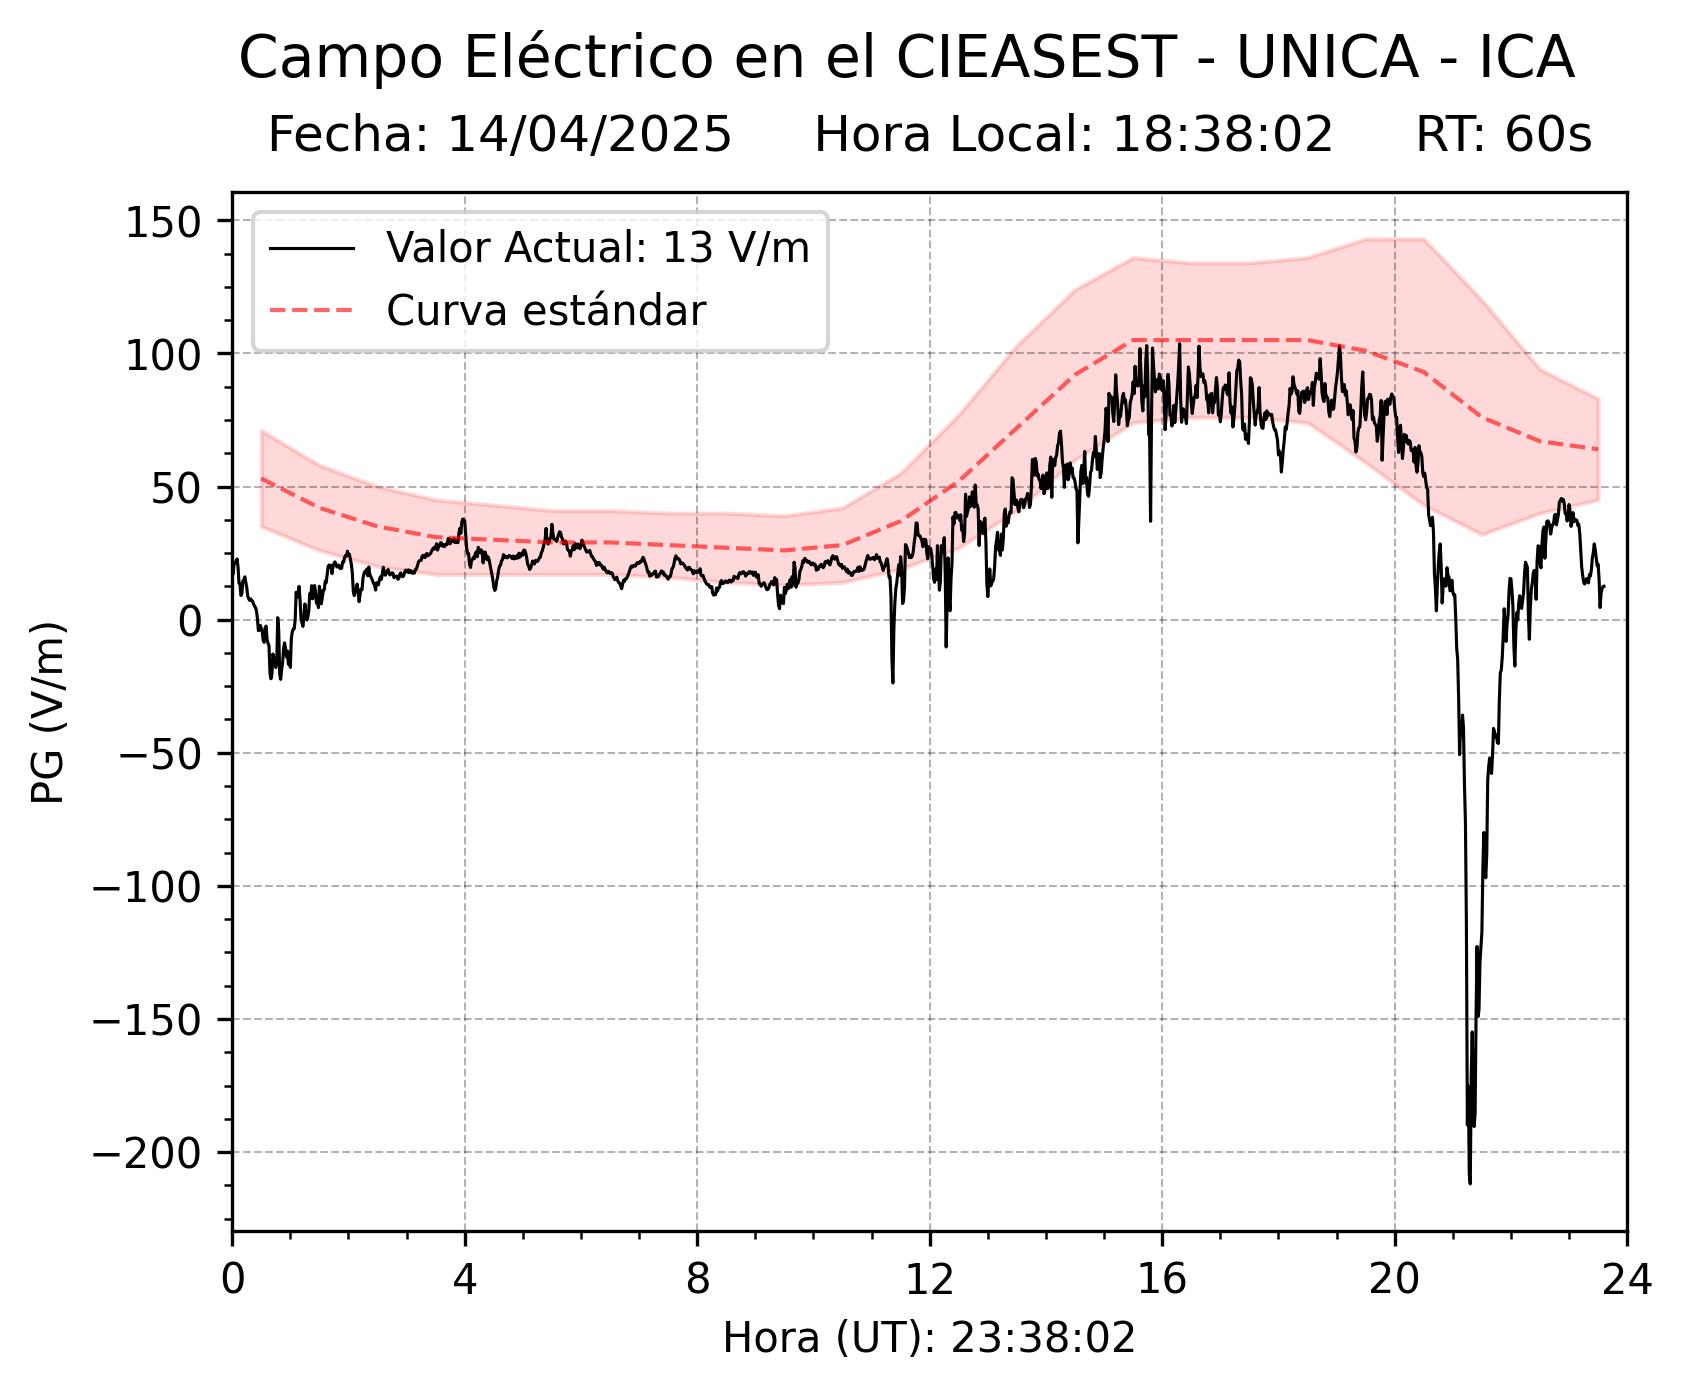 Campo Eléctrico en el CIEASEST - UNICA - ICA
Fecha: 14/04/2025 Hora Local: 18:38:02 RT: 60s
Valor Actual: 13 V/m
Curva estándar
PG (V/m)
150
100
50
0
−50
−100
−150
−200
0 4 8 12 16 20 24
Hora (UT): 23:38:02